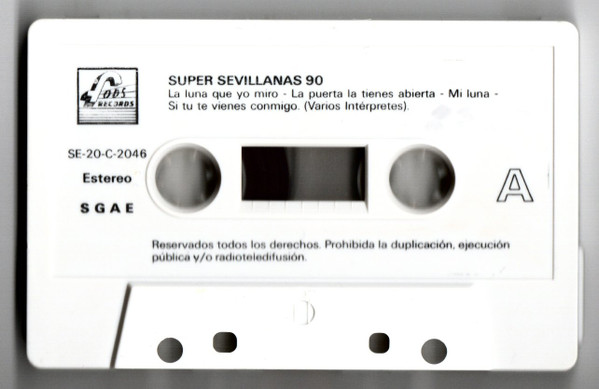 SUPER SEVILLANAS 90
La luna que yo miro - La puerta la tienes abierta - Mi luna -
Si tu te vienes conmigo. (Varios Intérpretes).
RECORDS
SE-20-C-2046
Estereo
S G A E
A
Reservados todos los derechos. Prohibida la duplicación, ejecución
pública y/o radioteledifusión.